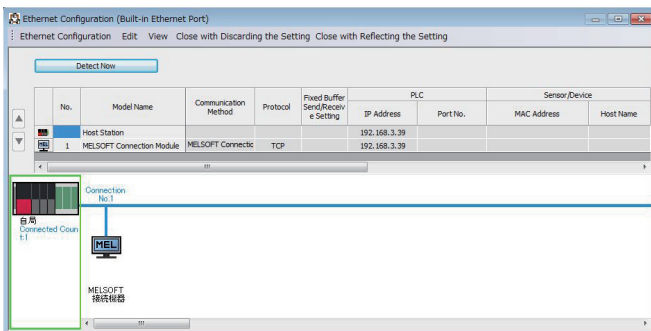 Ethernet Configuration (Built-in Ethernet Port)
Ethernet Configuration Edit View Close with Discarding the Setting Close with Reflecting the Setting
Detect Now
No. Model Name Communication Method Protocol Fixed Buffer Send/Receive Setting PLC Sensor/Device
IP Address Port No. MAC Address Host Name
Host Station 192.168.3.39
1 MELSOFT Connection Module MELSOFT Connectic TCP 192.168.3.39
Connection
No.1
自局
Connected Coun
t:1
MEL
MELSOFT
接続機器